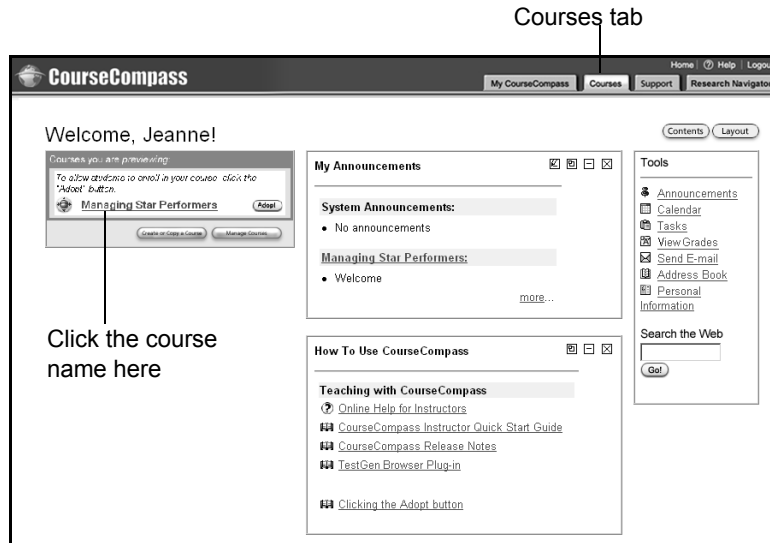 Courses tab
Home | ? Help | Logou
CourseCompass
My CourseCompass Courses Support Research Navigator
Welcome, Jeanne!
Contents Layout
Courses you are previewing:
To allow students to enroll in your course, click the
"Adopt" button.
Managing Star Performers Adopt
Create or Copy a Course Manage Courses
Click the course
name here
My Announcements
System Announcements:
• No announcements
Managing Star Performers:
• Welcome
more...
How To Use CourseCompass
Teaching with CourseCompass
Online Help for Instructors
CourseCompass Instructor Quick Start Guide
CourseCompass Release Notes
TestGen Browser Plug-in
Clicking the Adopt button
Tools
Announcements
Calendar
Tasks
View Grades
Send E-mail
Address Book
Personal
Information
Search the Web
Go!